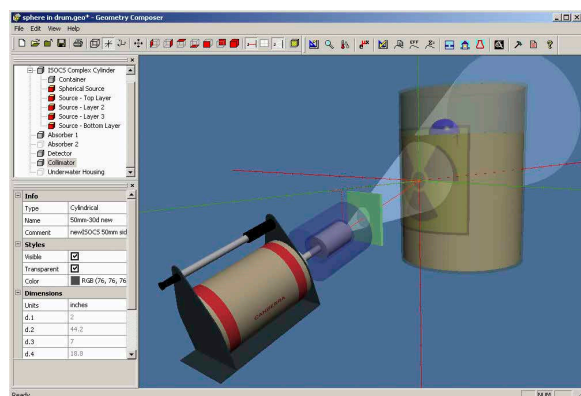 sphere in drum.geo* - Geometry Composer
File Edit View Help
ISOCS Complex Cylinder
Container
Spherical Source
Source - Top Layer
Source - Layer 2
Source - Layer 3
Source - Bottom Layer
Absorber 1
Absorber 2
Detector
Collimator
Underwater Housing
Info
Type Cylindrical
Name 50mm-30d new
Comment newISOCS 50mm sid
Styles
Visible
Transparent
Color RGB (76, 76, 76
Dimensions
Units inches
d.1 2
d.2 44.2
d.3 7
d.4 18.8
CANBERRA
Ready NUM